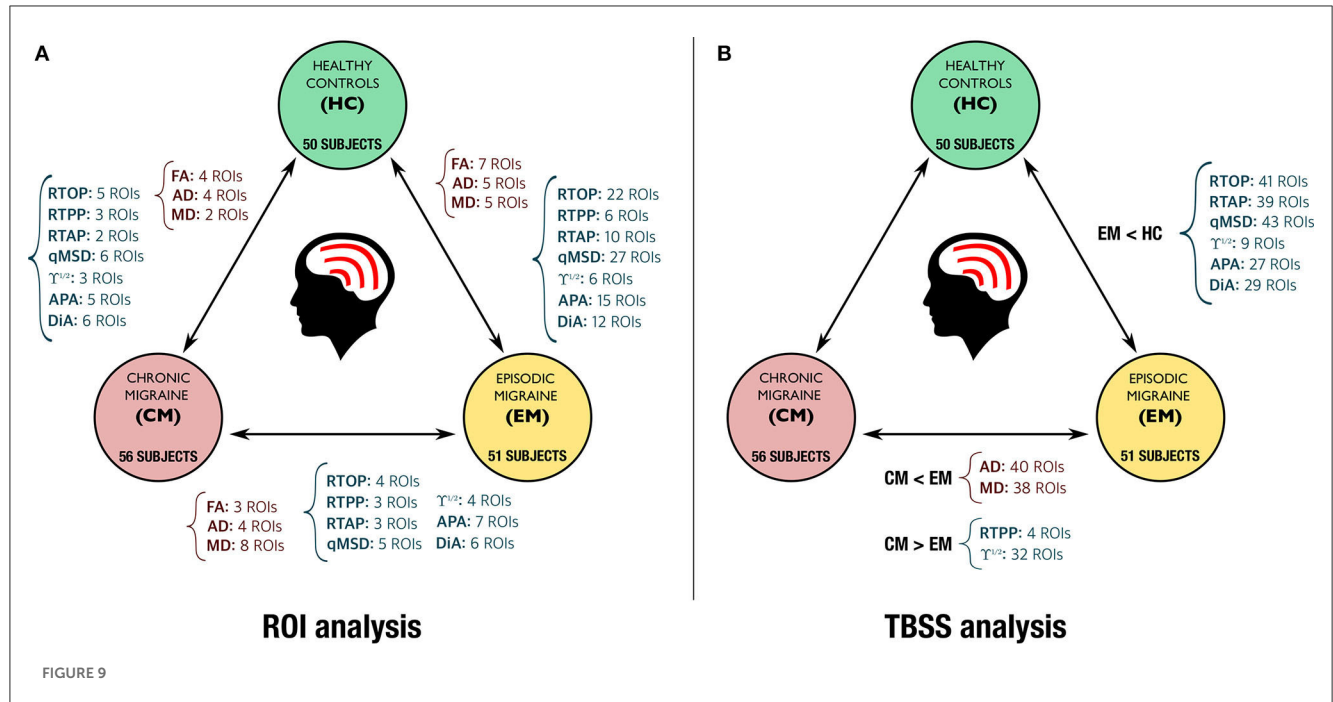 A
HEALTHY
CONTROLS
(HC)
50 SUBJECTS
FA: 4 ROIs
AD: 4 ROIs
MD: 2 ROIs
RTOP: 5 ROIs
RTPP: 3 ROIs
RTAP: 2 ROIs
qMSD: 6 ROIs
ϒ¹/²: 3 ROIs
APA: 5 ROIs
DiA: 6 ROIs
FA: 7 ROIs
AD: 5 ROIs
MD: 5 ROIs
RTOP: 22 ROIs
RTPP: 6 ROIs
RTAP: 10 ROIs
qMSD: 27 ROIs
ϒ¹/²: 6 ROIs
APA: 15 ROIs
DiA: 12 ROIs
CHRONIC
MIGRAINE
(CM)
56 SUBJECTS
EPISODIC
MIGRAINE
(EM)
51 SUBJECTS
FA: 3 ROIs
AD: 4 ROIs
MD: 8 ROIs
RTOP: 4 ROIs
RTPP: 3 ROIs
RTAP: 3 ROIs
qMSD: 5 ROIs
ϒ¹/²: 4 ROIs
APA: 7 ROIs
DiA: 6 ROIs
ROI analysis
B
HEALTHY
CONTROLS
(HC)
50 SUBJECTS
EM < HC
RTOP: 41 ROIs
RTAP: 39 ROIs
qMSD: 43 ROIs
ϒ¹/²: 9 ROIs
APA: 27 ROIs
DiA: 29 ROIs
CHRONIC
MIGRAINE
(CM)
56 SUBJECTS
EPISODIC
MIGRAINE
(EM)
51 SUBJECTS
CM < EM
AD: 40 ROIs
MD: 38 ROIs
CM > EM
RTPP: 4 ROIs
ϒ¹/²: 32 ROIs
TBSS analysis
FIGURE 9